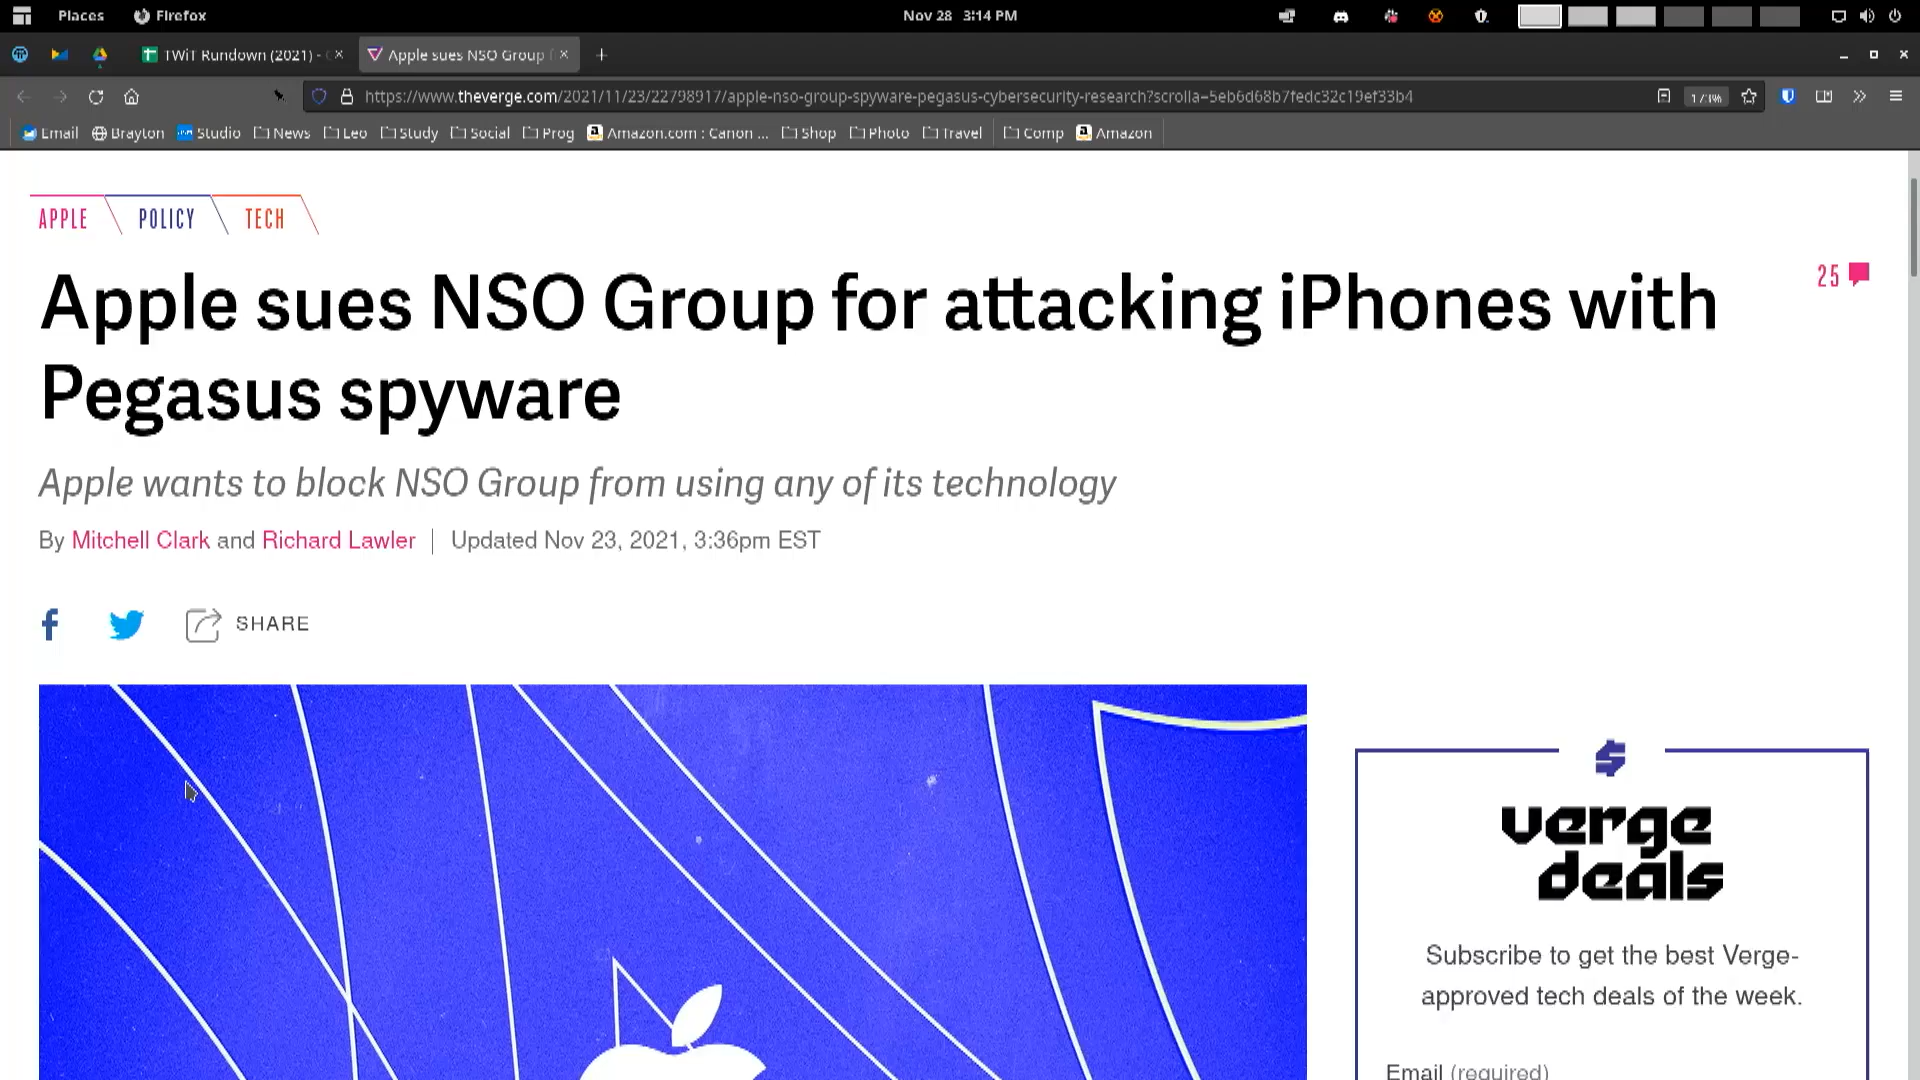 Places Firefox Nov 28 3:14 PM
TWiT Rundown (2021) - Apple sues NSO Group
https://www.theverge.com/2021/11/23/22798917/apple-nso-group-spyware-pegasus-cybersecurity-research?scrolla=5eb6d68b7fedc32c19ef33b4 173%
Email Brayton Studio News Leo Study Social Prog Amazon.com : Canon ... Shop Photo Travel Comp Amazon
APPLE POLICY TECH
Apple sues NSO Group for attacking iPhones with
25
Pegasus spyware
Apple wants to block NSO Group from using any of its technology
By Mitchell Clark and Richard Lawler | Updated Nov 23, 2021, 3:36pm EST
SHARE
verge
deals
Subscribe to get the best Verge-
approved tech deals of the week.
Email (required)